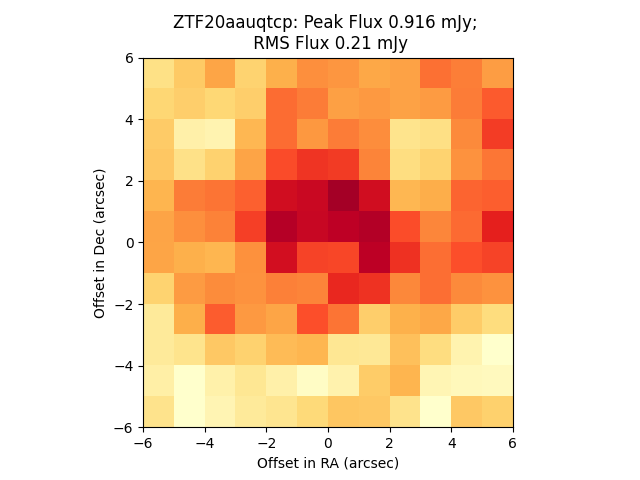 ZTF20aauqtcp: Peak Flux 0.916 mJy;
RMS Flux 0.21 mJy
6
4
2
0
−2
−4
−6
Offset in Dec (arcsec)
−6 −4 −2 0 2 4 6
Offset in RA (arcsec)